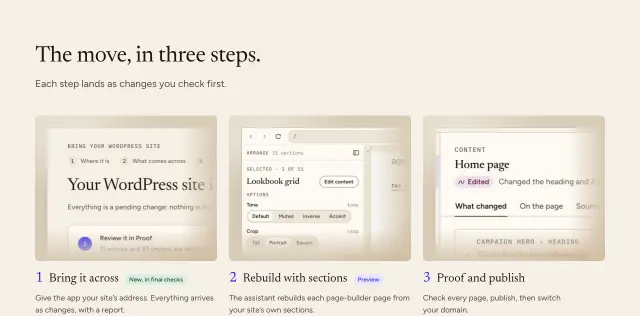 The move, in three steps.
Each step lands as changes you check first.
BRING YOUR WORDPRESS SITE
1 Where it is 2 What comes across 3
Your WordPress site i
Everything is a pending change: nothing is
1 Review it in Proof
/
ARRANGE 11 sections
SELECTED · 3 OF 11
Lookbook grid Edit content
OPTIONS
Tone tone
Default Muted Inverse Accent
Crop
Tall Portrait Square
CONTENT
Home page
Edited Changed the heading and
What changed On the page Sourc
CAMPAIGN HERO · HEADING
1 Bring it across New, in final checks
Give the app your site's address. Everything arrives
as changes, with a report.
2 Rebuild with sections Preview
The assistant rebuilds each page-builder page from
your site's own sections.
3 Proof and publish
Check every page, publish, then switch
your domain.